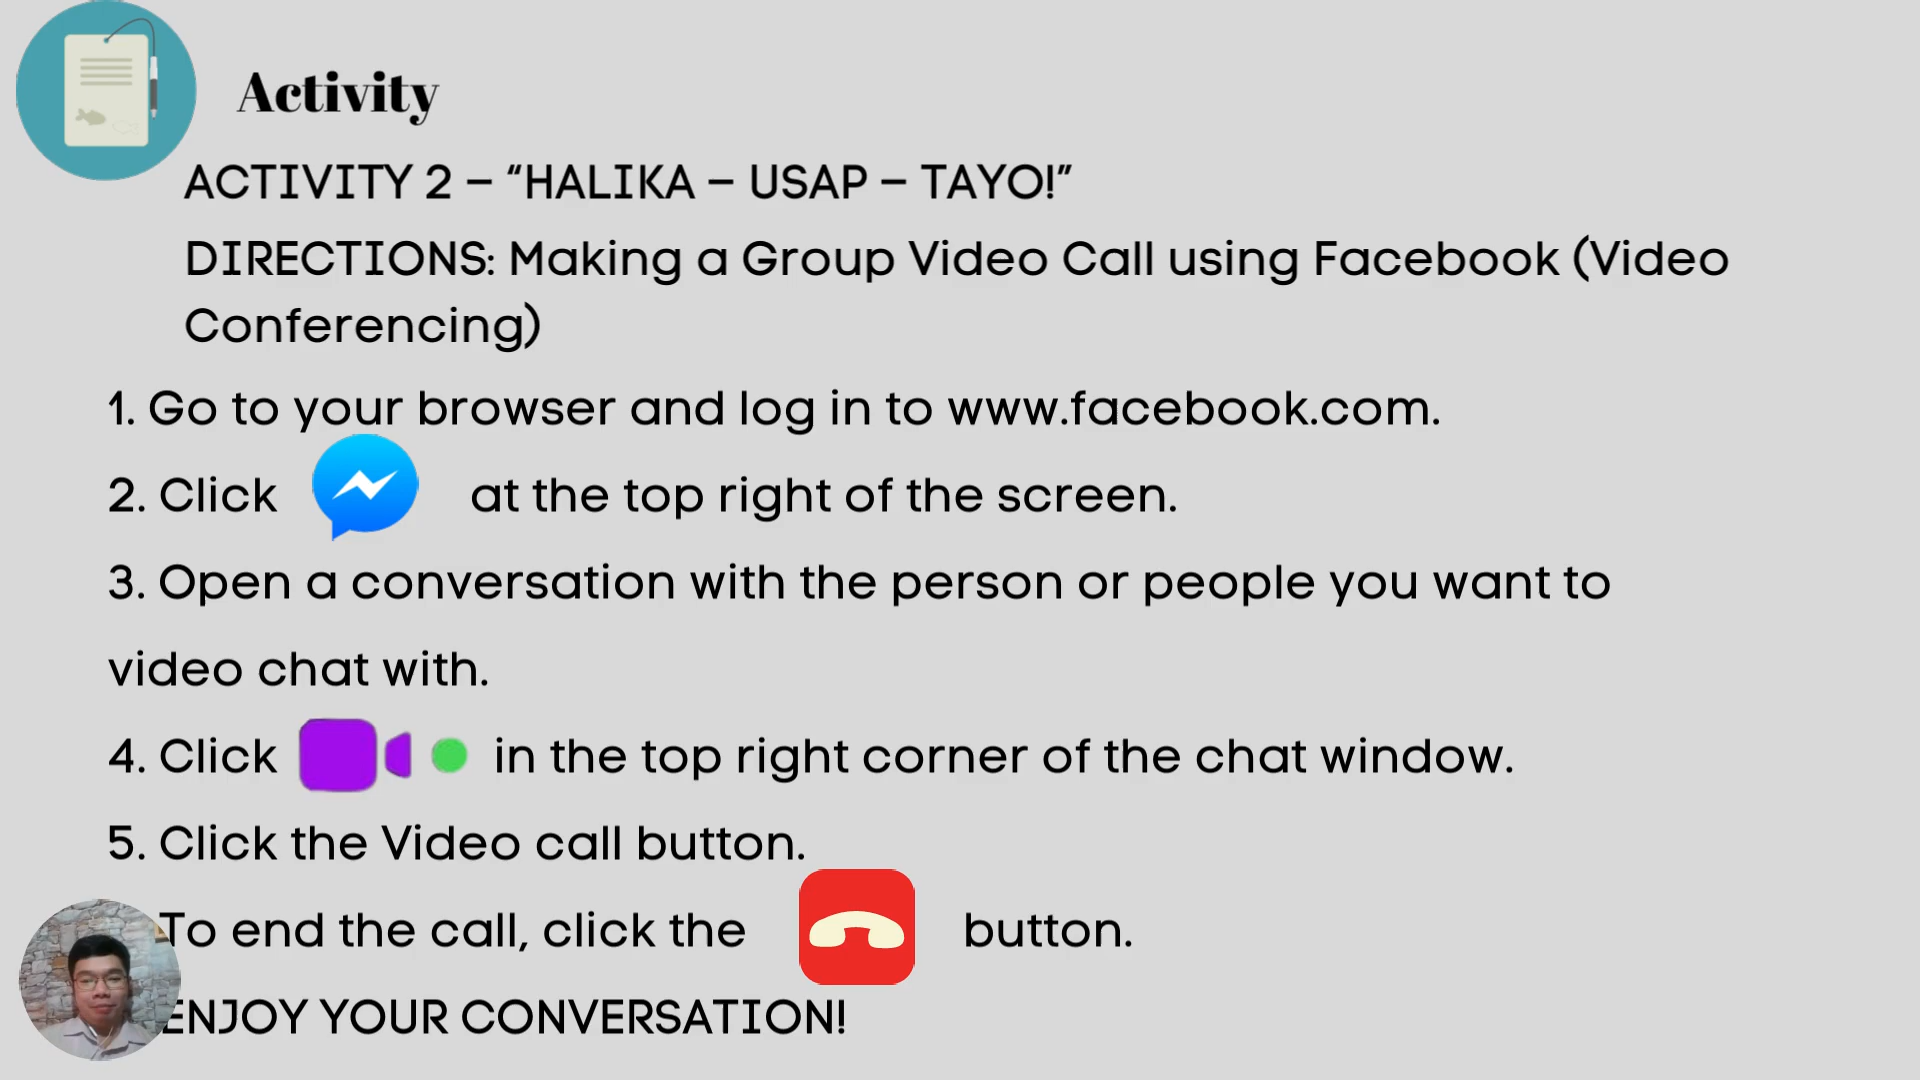 Activity
ACTIVITY 2 – “HALIKA – USAP – TAYO!”
DIRECTIONS: Making a Group Video Call using Facebook (Video
Conferencing)
1. Go to your browser and log in to www.facebook.com.
2. Click at the top right of the screen.
3. Open a conversation with the person or people you want to
video chat with.
4. Click in the top right corner of the chat window.
5. Click the Video call button.
To end the call, click the button.
ENJOY YOUR CONVERSATION!